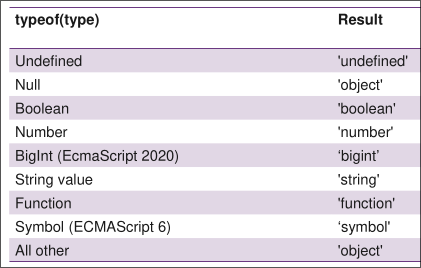 typeof(type) Result
Undefined 'undefined'
Null 'object'
Boolean 'boolean'
Number 'number'
BigInt (EcmaScript 2020) ‘bigint’
String value 'string'
Function 'function'
Symbol (ECMAScript 6) ‘symbol'
All other 'object'